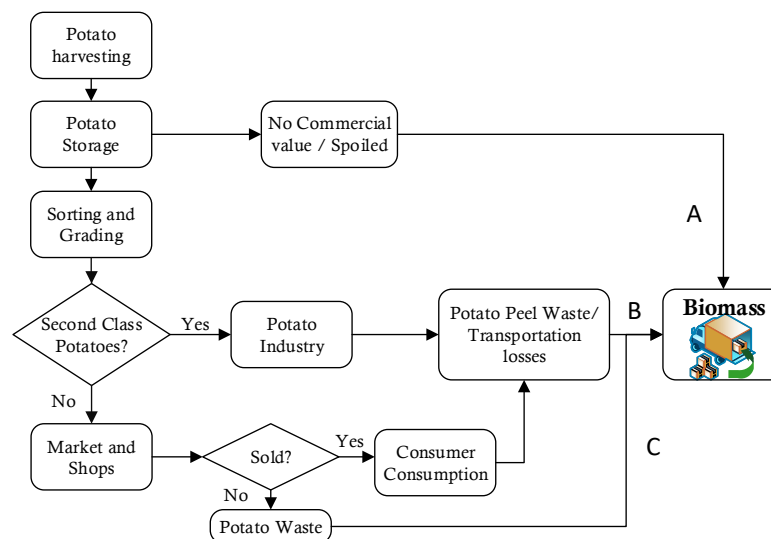 Potato
harvesting
Potato
Storage
No Commercial
value / Spoiled
A
Sorting and
Grading
Second Class
Potatoes?
Yes
Potato
Industry
Potato Peel Waste/
Transportation
losses
B
Biomass
No
Market and
Shops
Sold?
Yes
Consumer
Consumption
C
No
Potato Waste